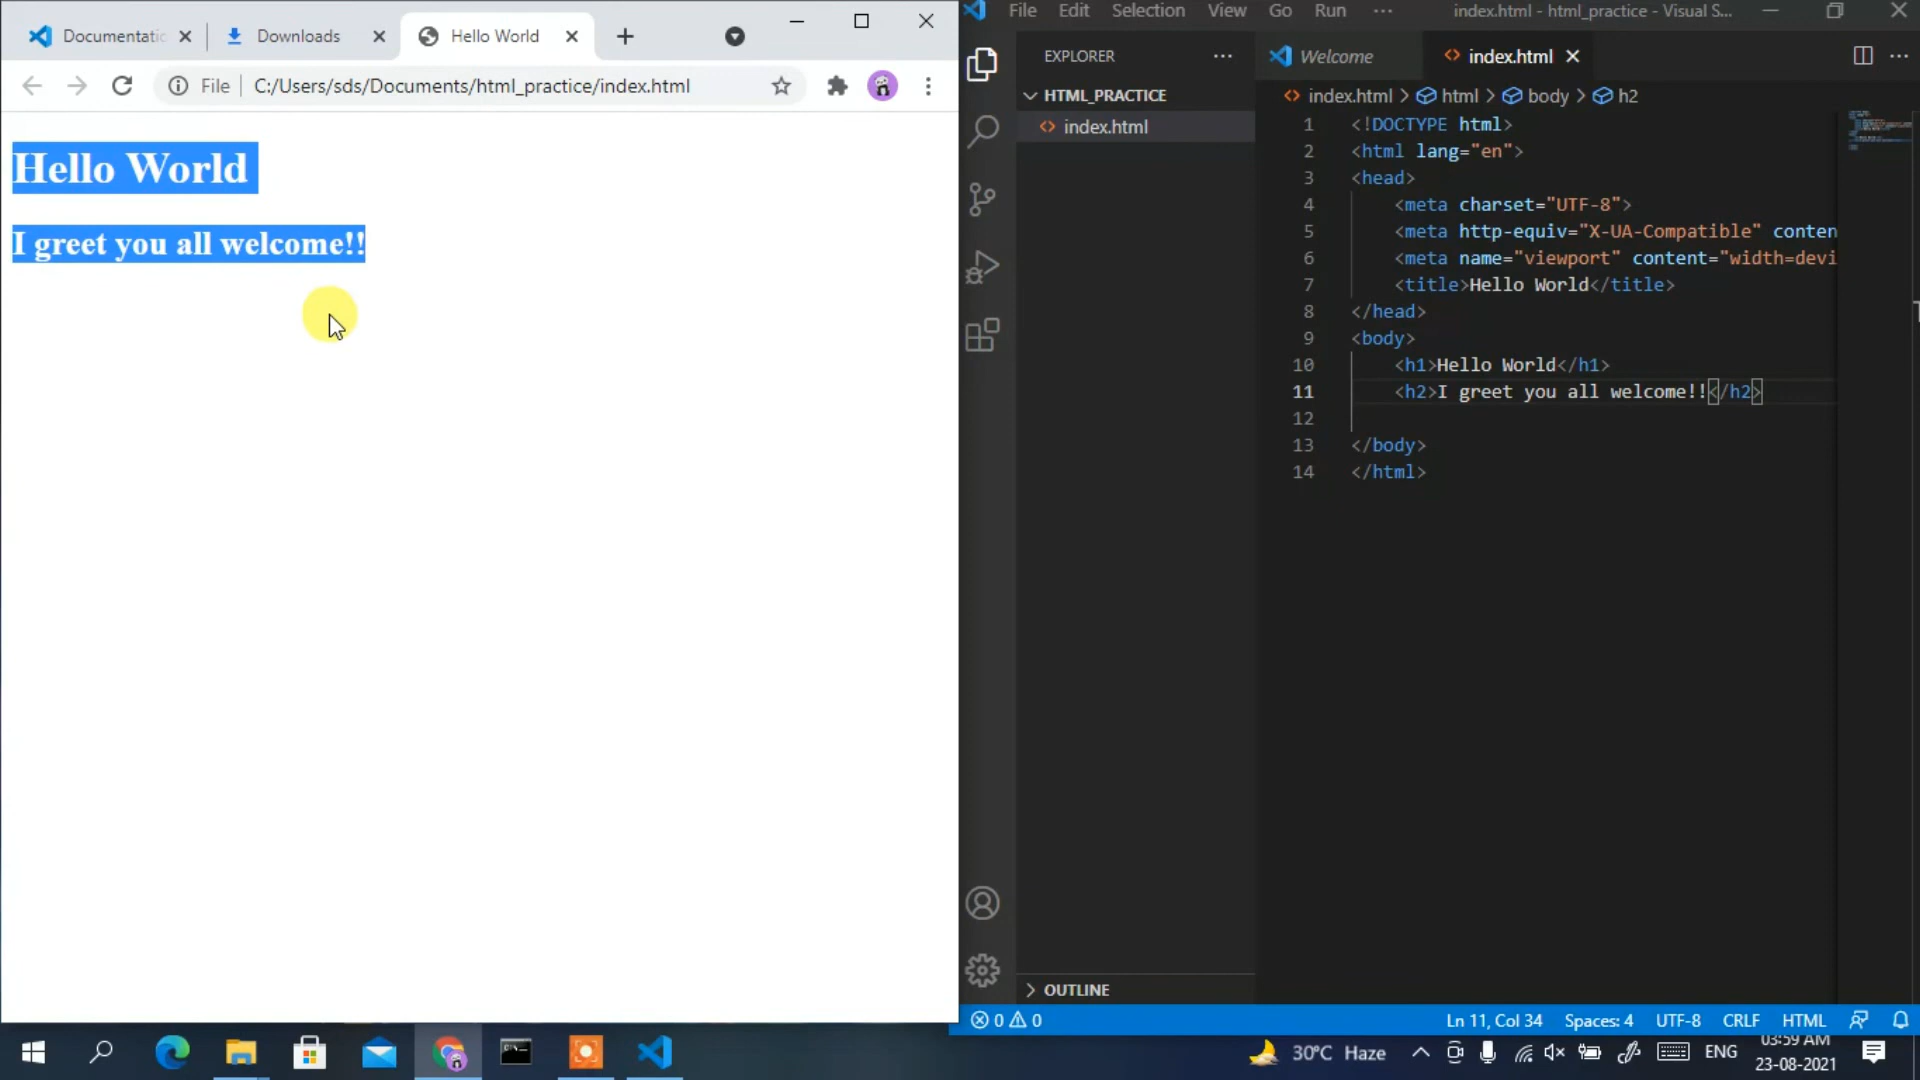 Documentatic
Downloads
Hello World
File C:/Users/sds/Documents/html_practice/index.html
Hello World
I greet you all welcome!!
File Edit Selection View Go Run ··· index.html - html_practice - Visual S...
EXPLORER ···
HTML_PRACTICE
index.html
Welcome
index.html
index.html > html > body > h2
1 <!DOCTYPE html>
2 <html lang="en">
3 <head>
4 <meta charset="UTF-8">
5 <meta http-equiv="X-UA-Compatible" conten
6 <meta name="viewport" content="width=devi
7 <title>Hello World</title>
8 </head>
9 <body>
10 <h1>Hello World</h1>
11 <h2>I greet you all welcome!!</h2>
12
13 </body>
14 </html>
OUTLINE
0 0
Ln 11, Col 34 Spaces: 4 UTF-8 CRLF HTML
30°C Haze
ENG
03:59 AM
23-08-2021